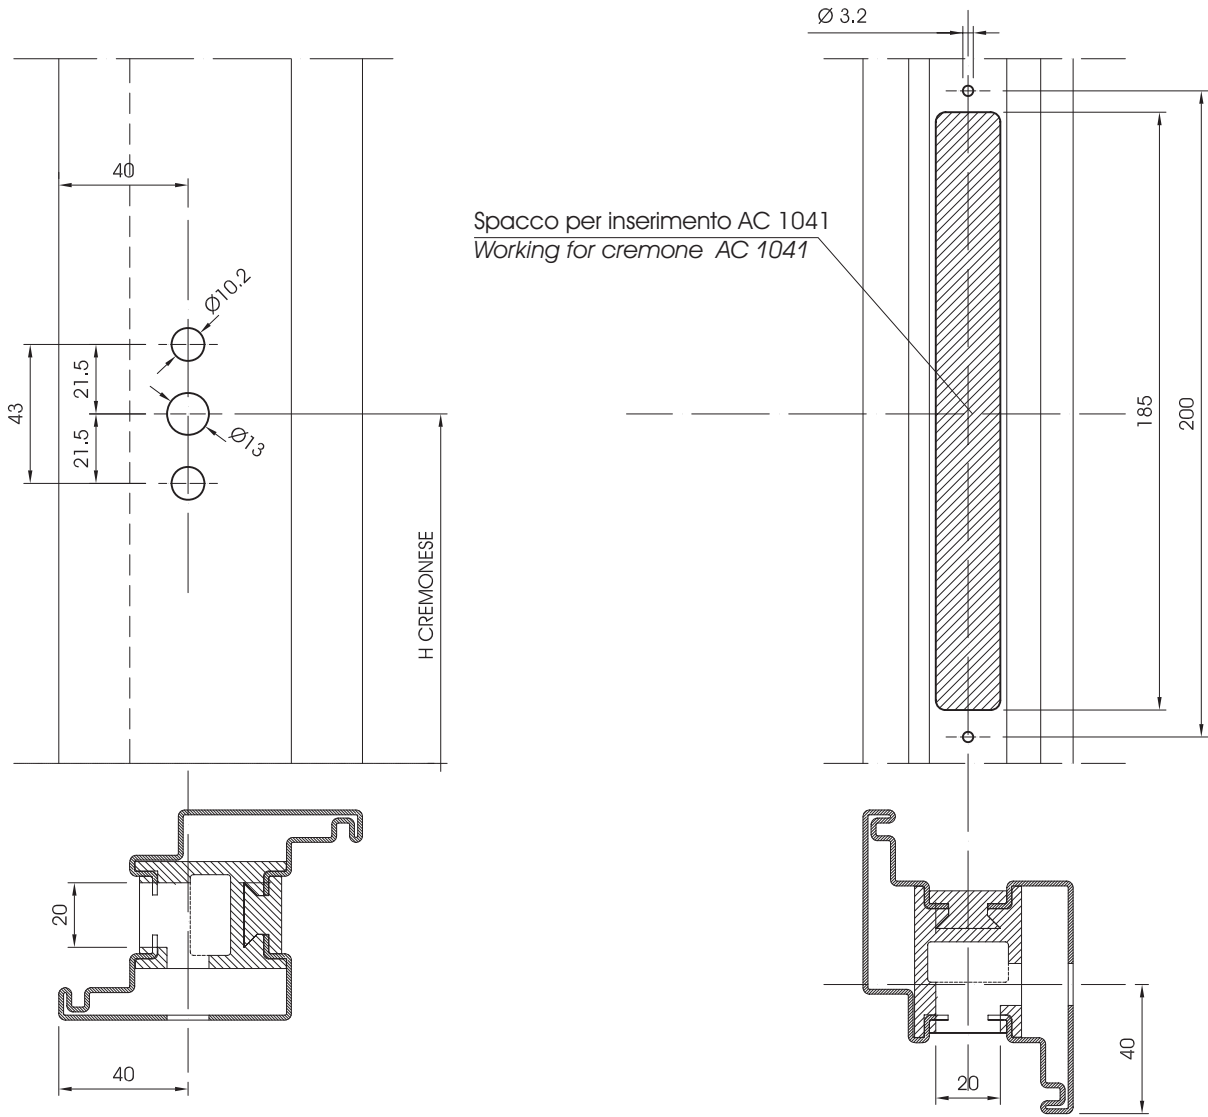 Ø 3.2
40
Spacco per inserimento AC 1041
Working for cremone AC 1041
Ø10.2
21.5
43
21.5
Ø13
185
200
H CREMONESE
20
40
20
40